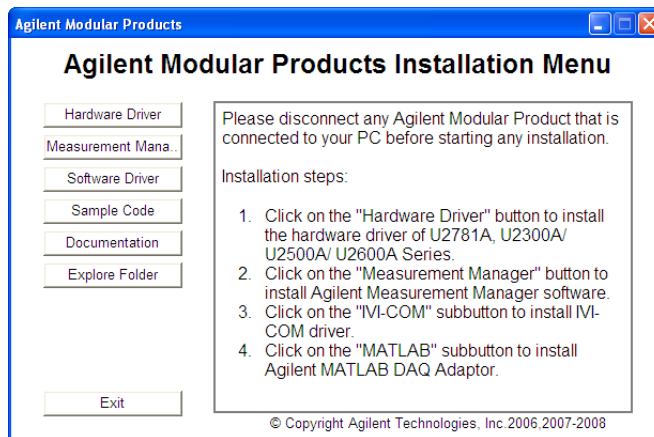 Agilent Modular Products
Agilent Modular Products Installation Menu
Hardware Driver
Measurement Mana..
Software Driver
Sample Code
Documentation
Explore Folder
Exit
Please disconnect any Agilent Modular Product that is
connected to your PC before starting any installation.
Installation steps:
1. Click on the "Hardware Driver" button to install
the hardware driver of U2781A, U2300A/
U2500A/ U2600A Series.
2. Click on the "Measurement Manager" button to
install Agilent Measurement Manager software.
3. Click on the "IVI-COM" subbutton to install IVI-
COM driver.
4. Click on the "MATLAB" subbutton to install
Agilent MATLAB DAQ Adaptor.
© Copyright Agilent Technologies, Inc.2006,2007-2008